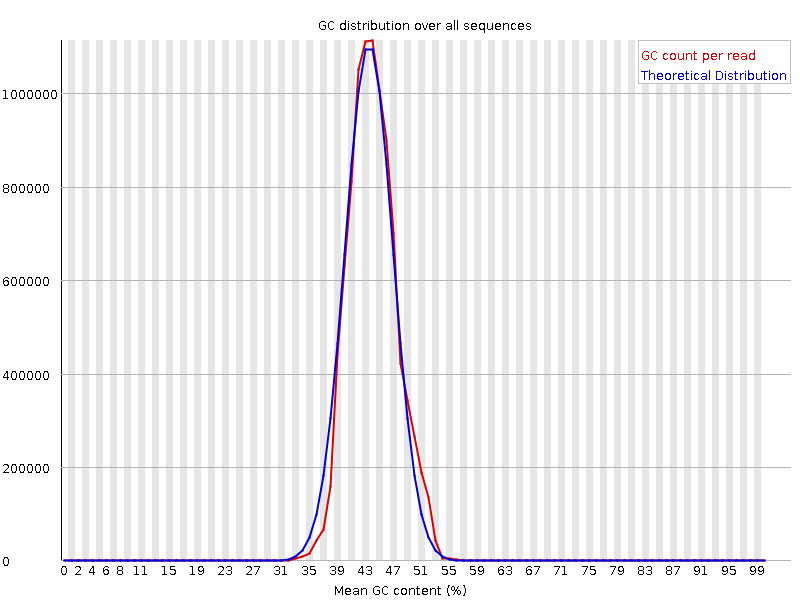 GC distribution over all sequences
GC count per read
Theoretical Distribution
1000000
800000
600000
400000
200000
0
0 2 4 6 8 11 15 19 23 27 31 35 39 43 47 51 55 59 63 67 71 75 79 83 87 91 95 99
Mean GC content (%)